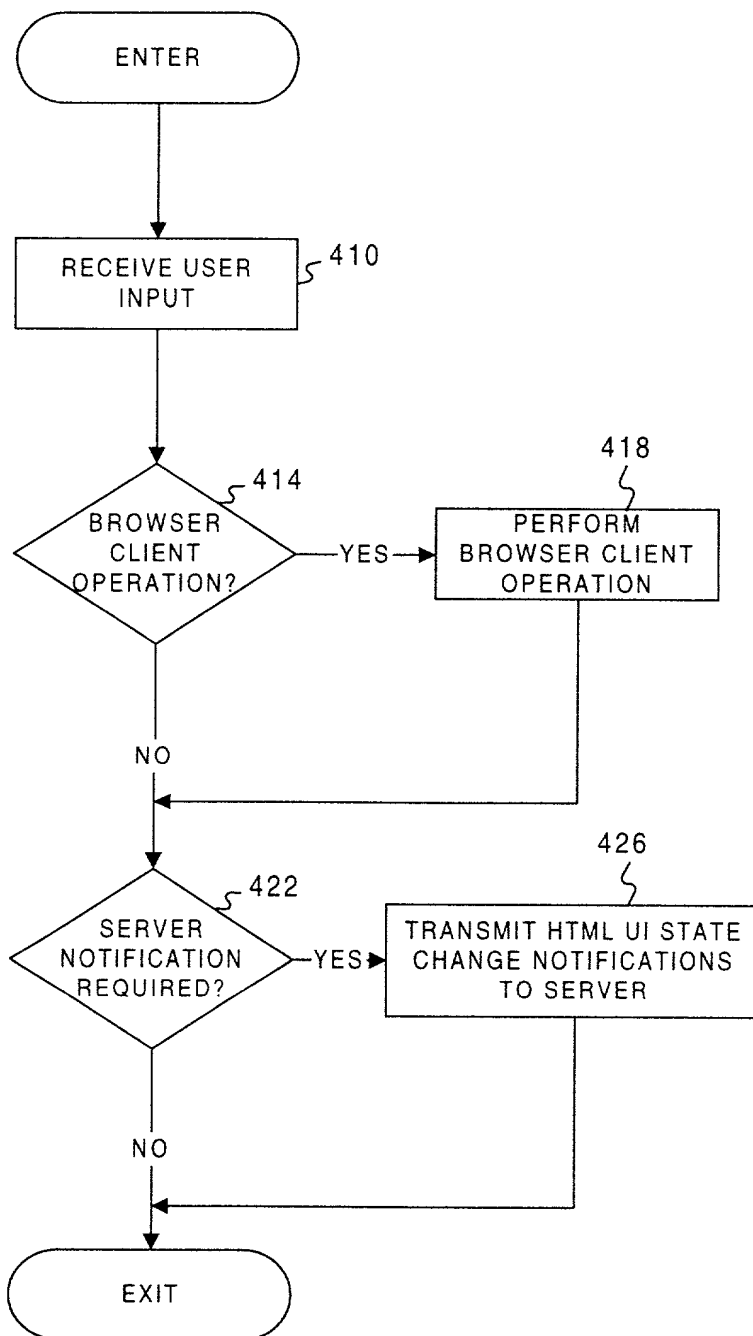 ENTER
RECEIVE USER
INPUT
410
414
BROWSER
CLIENT
OPERATION?
YES
418
PERFORM
BROWSER CLIENT
OPERATION
NO
422
SERVER
NOTIFICATION
REQUIRED?
YES
426
TRANSMIT HTML UI STATE
CHANGE NOTIFICATIONS
TO SERVER
NO
EXIT